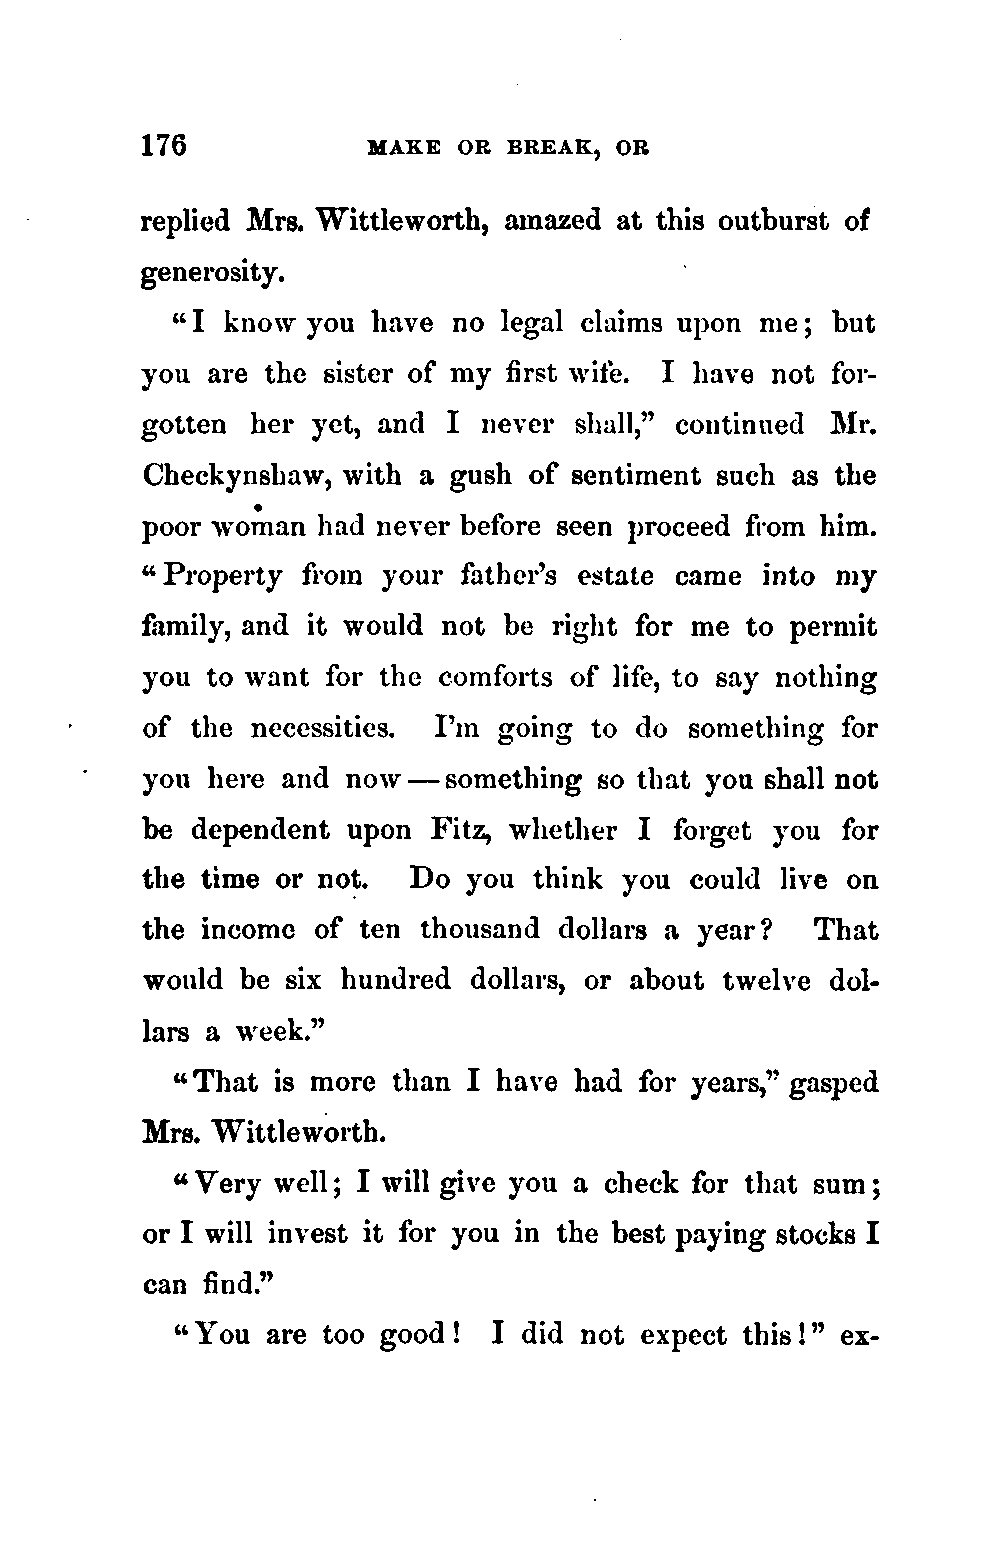 176 MAKE OR BREAK, OR
replied Mrs. Wittleworth, amazed at this outburst of
generosity.
“I know you have no legal claims upon me; but
you are the sister of my first wife. I have not for-
gotten her yet, and I never shall,” continued Mr.
Checkynshaw, with a gush of sentiment such as the
poor woman had never before seen proceed from him.
“Property from your father’s estate came into my
family, and it would not be right for me to permit
you to want for the comforts of life, to say nothing
of the necessities. I’m going to do something for
you here and now — something so that you shall not
be dependent upon Fitz, whether I forget you for
the time or not. Do you think you could live on
the income of ten thousand dollars a year? That
would be six hundred dollars, or about twelve dol-
lars a week.”
“That is more than I have had for years,” gasped
Mrs. Wittleworth.
“Very well; I will give you a check for that sum;
or I will invest it for you in the best paying stocks I
can find.”
“You are too good! I did not expect this!” ex-